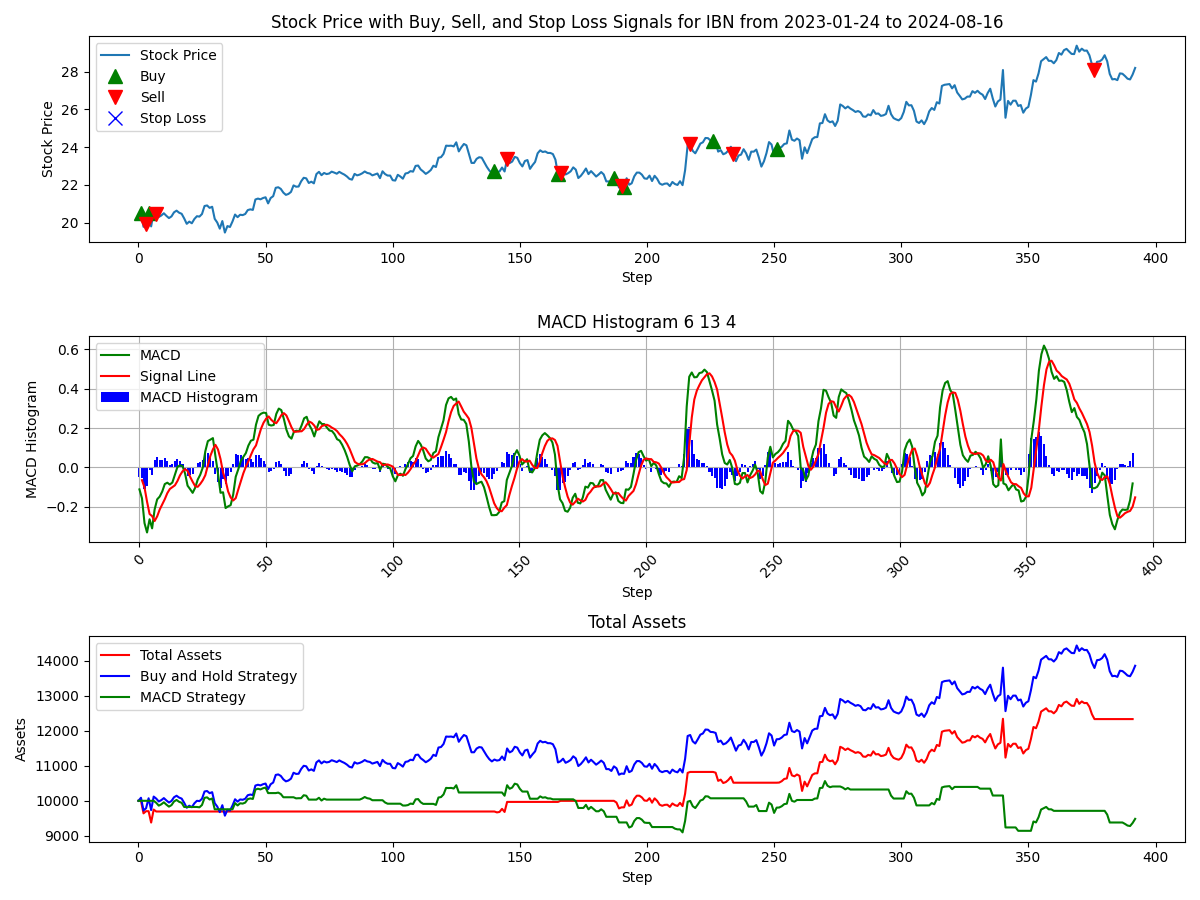 Stock Price with Buy, Sell, and Stop Loss Signals for IBN from 2023-01-24 to 2024-08-16
Stock Price
Buy
Sell
Stop Loss
Stock Price
28
26
24
22
20
0 50 100 150 200 250 300 350 400
Step
MACD Histogram 6 13 4
MACD
Signal Line
MACD Histogram
MACD Histogram
0.6
0.4
0.2
0.0
−0.2
0 50 100 150 200 250 300 350 400
Step
Total Assets
Total Assets
Buy and Hold Strategy
MACD Strategy
Assets
14000
13000
12000
11000
10000
9000
0 50 100 150 200 250 300 350 400
Step